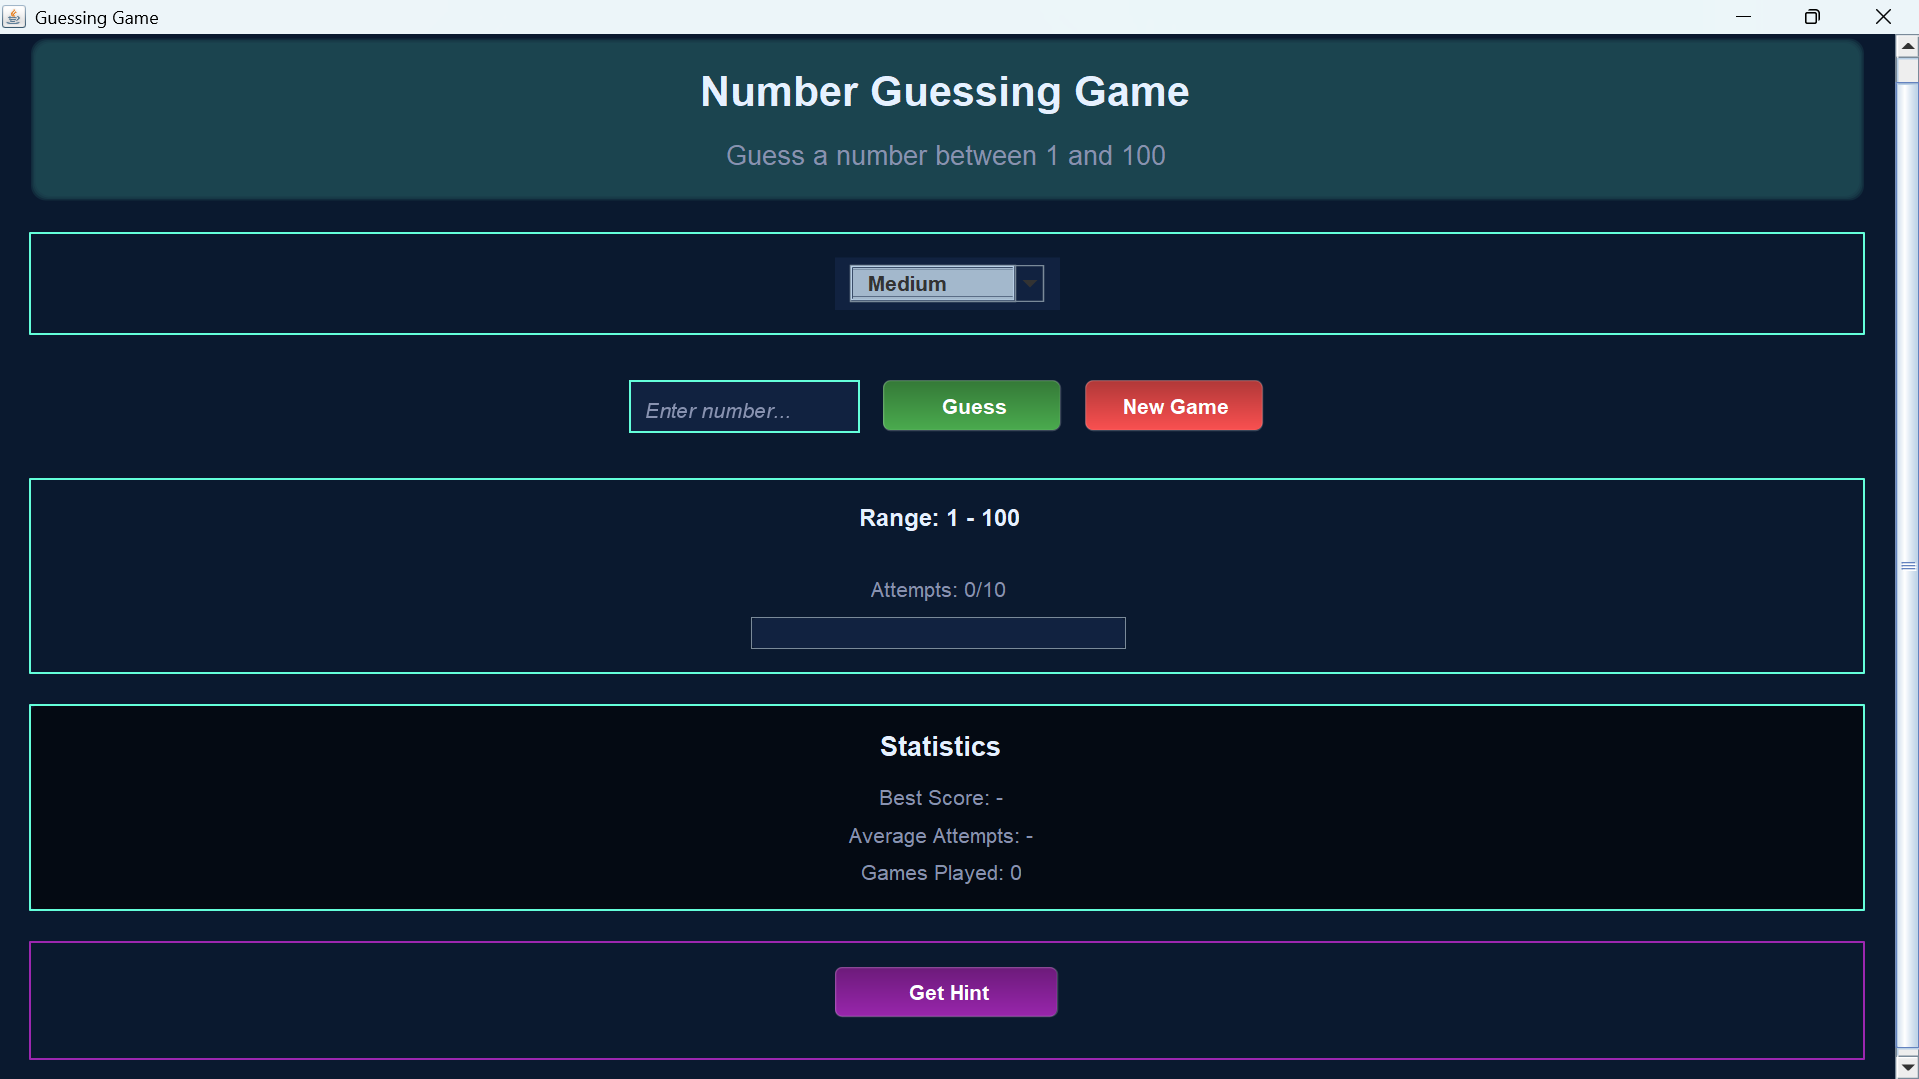 Guessing Game
Number Guessing Game
Guess a number between 1 and 100
Medium
Enter number...
Guess
New Game
Range: 1 - 100
Attempts: 0/10
Statistics
Best Score: -
Average Attempts: -
Games Played: 0
Get Hint